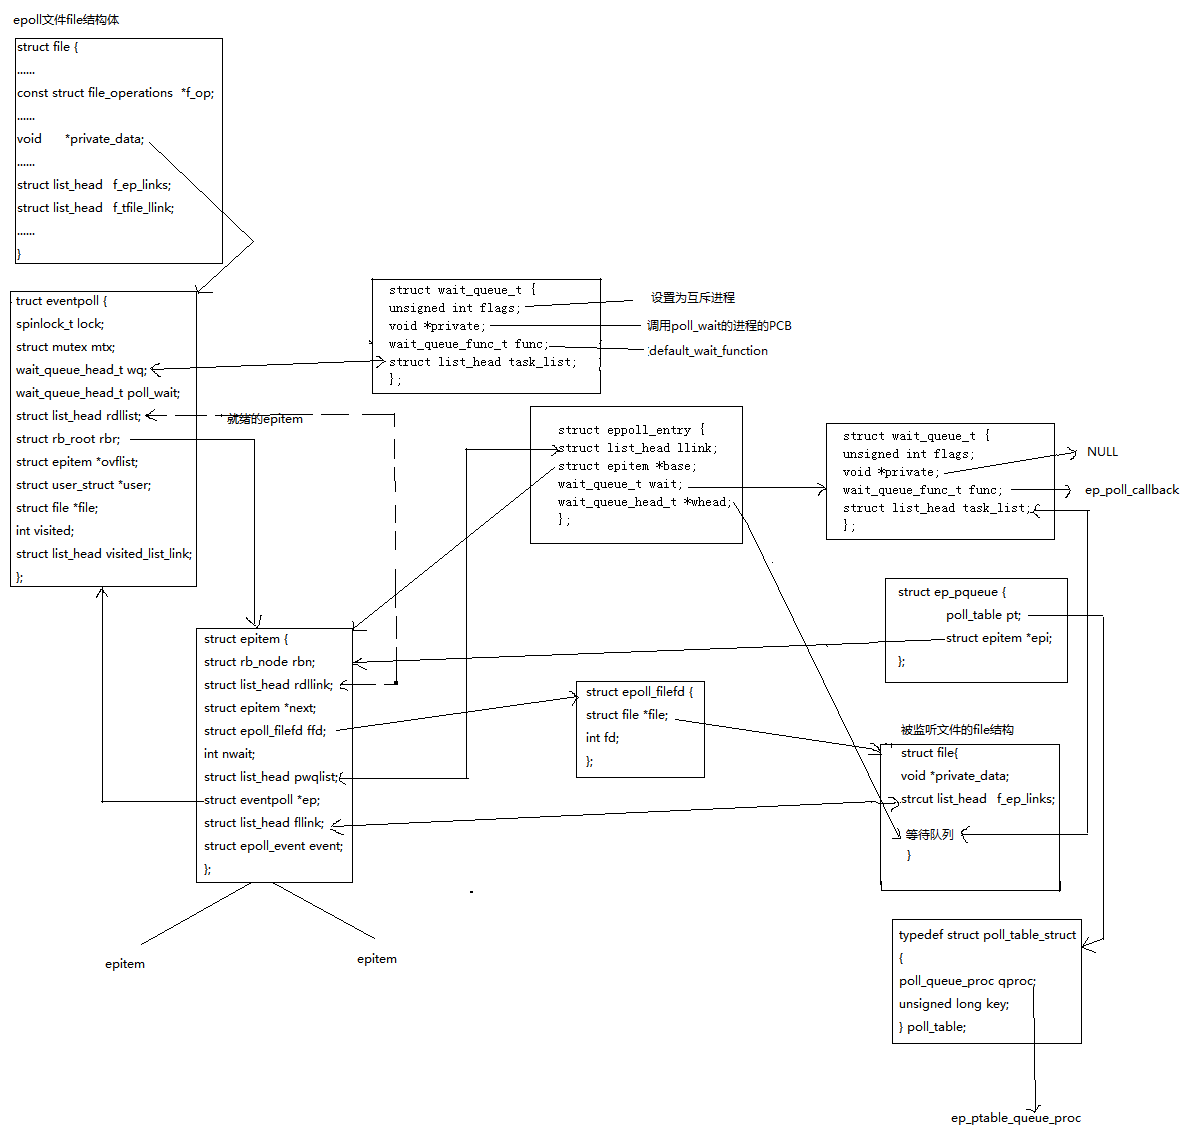 epoll文件file结构体
struct file {
......
const struct file_operations *f_op;
......
void *private_data;
......
struct list_head f_ep_links;
struct list_head f_tfile_llink;
......
}
truct eventpoll {
spinlock_t lock;
struct mutex mtx;
wait_queue_head_t wq;
wait_queue_head_t poll_wait;
struct list_head rdllist;
struct rb_root rbr;
struct epitem *ovflist;
struct user_struct *user;
struct file *file;
int visited;
struct list_head visited_list_link;
};
struct wait_queue_t {
unsigned int flags;
void *private;
wait_queue_func_t func;
struct list_head task_list;
};
设置为互斥进程
调用poll_wait的进程的PCB
default_wait_function
就绪的epitem
struct eppoll_entry {
struct list_head llink;
struct epitem *base;
wait_queue_t wait;
wait_queue_head_t *whead;
};
struct wait_queue_t {
unsigned int flags;
void *private;
wait_queue_func_t func;
struct list_head task_list;
};
NULL
ep_poll_callback
struct ep_pqueue {
poll_table pt;
struct epitem *epi;
};
struct epitem {
struct rb_node rbn;
struct list_head rdllink;
struct epitem *next;
struct epoll_filefd ffd;
int nwait;
struct list_head pwqlist;
struct eventpoll *ep;
struct list_head fllink;
struct epoll_event event;
};
epitem
epitem
struct epoll_filefd {
struct file *file;
int fd;
};
被监听文件的file结构
struct file{
void *private_data;
strcut list_head f_ep_links;
等待队列
}
typedef struct poll_table_struct
{
poll_queue_proc qproc;
unsigned long key;
} poll_table;
ep_ptable_queue_proc